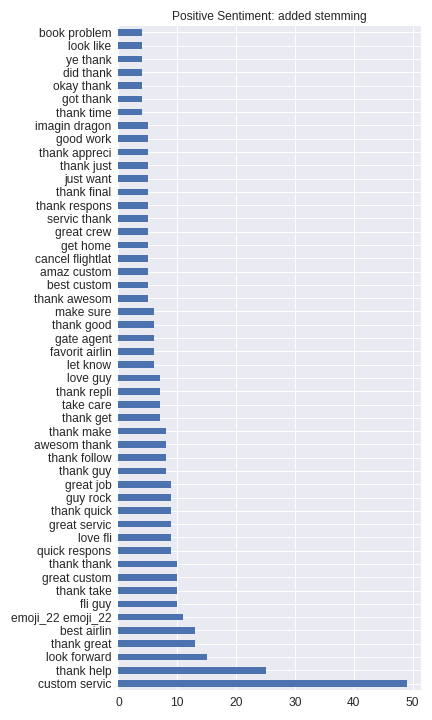 Positive Sentiment: added stemming
book problem
look like
ye thank
did thank
okay thank
got thank
thank time
imagin dragon
good work
thank appreci
thank just
just want
thank final
thank respons
servic thank
great crew
get home
cancel flightlat
amaz custom
best custom
thank awesom
make sure
thank good
gate agent
favorit airlin
let know
love guy
thank repli
take care
thank get
thank make
awesom thank
thank follow
thank guy
great job
guy rock
thank quick
great servic
love fli
quick respons
thank thank
great custom
thank take
fli guy
emoji_22 emoji_22
best airlin
thank great
look forward
thank help
custom servic
0 10 20 30 40 50